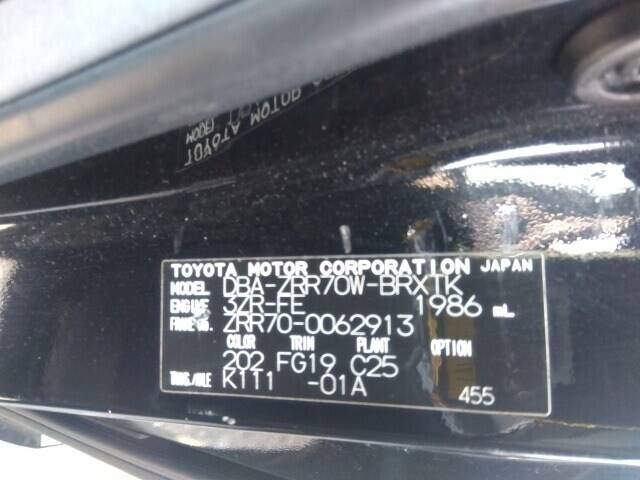 TOYOTA MOTOR CORPORATION JAPAN
MODEL DBA-ZRR70W-BRXTK
ENGINE 3ZR-FE 1986 mL
FRAME NO. ZRR70-0062913
COLOR TRIM PLANT OPTION
202 FG19 C25
TRANS./AXLE K111 -01A
455